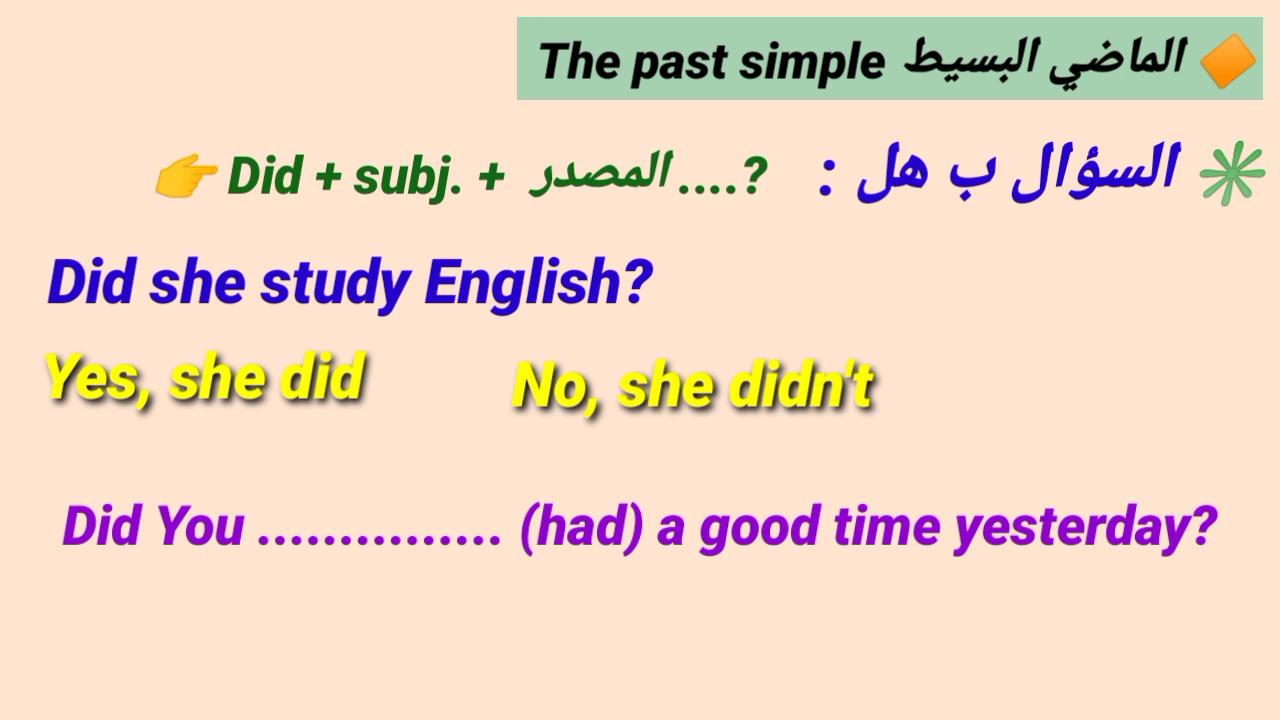 🔶 الماضي البسيط The past simple
✳ السؤال ب هل : 👉 Did + subj. + المصدر ....?
Did she study English?
Yes, she did No, she didn't
Did You ............... (had) a good time yesterday?